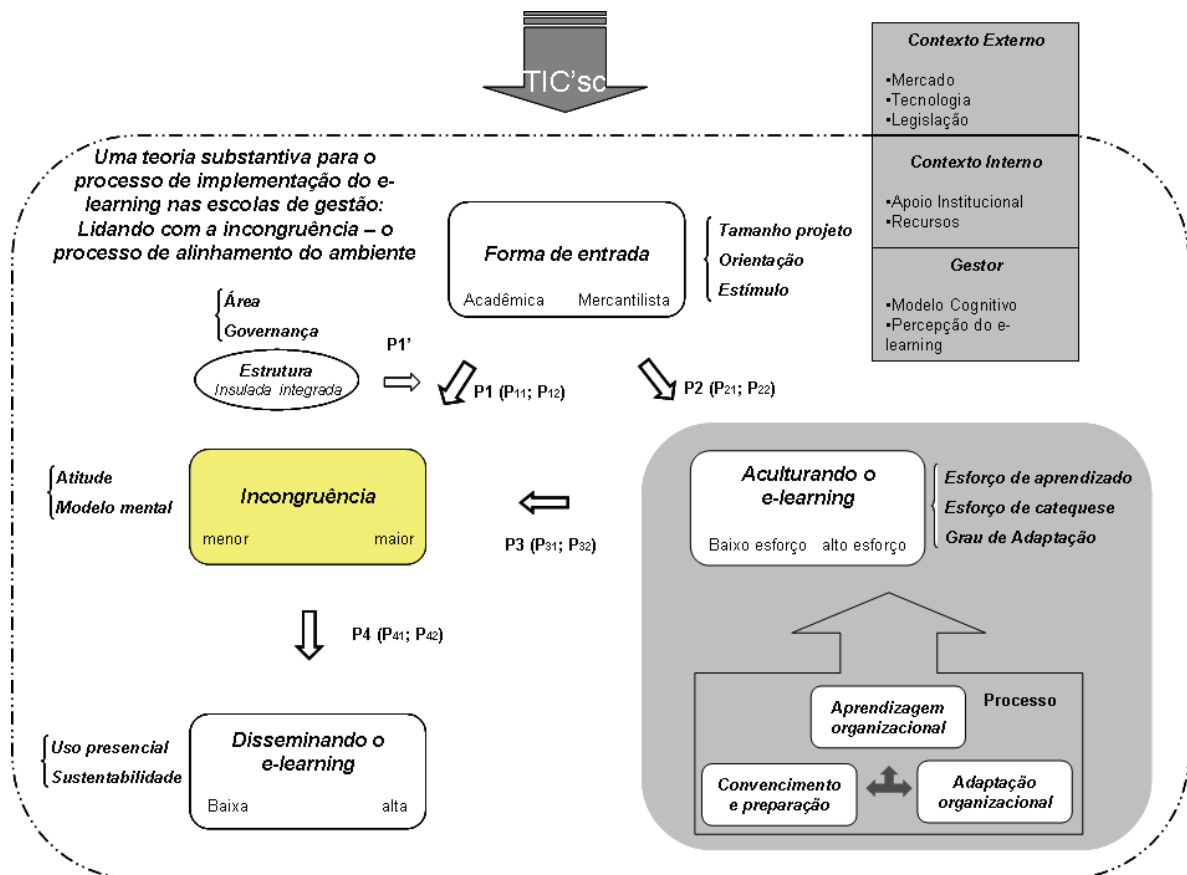 TIC'sc
Contexto Externo
▪Mercado
▪Tecnologia
▪Legislação
Contexto Interno
▪Apoio Institucional
▪Recursos
Gestor
▪Modelo Cognitivo
▪Percepção do e-
learning
Uma teoria substantiva para o
processo de implementação do e-
learning nas escolas de gestão:
Lidando com a incongruência – o
processo de alinhamento do ambiente
Forma de entrada
Acadêmica Mercantilista
Tamanho projeto
Orientação
Estímulo
Área
Governança
Estrutura
Insulada integrada
P1'
P1 (P11; P12)
P2 (P21; P22)
Atitude
Modelo mental
Incongruência
menor maior
P3 (P31; P32)
Aculturando o
e-learning
Baixo esforço alto esforço
Esforço de aprendizado
Esforço de catequese
Grau de Adaptação
P4 (P41; P42)
Uso presencial
Sustentabilidade
Disseminando o
e-learning
Baixa alta
Processo
Aprendizagem
organizacional
Convencimento
e preparação
Adaptação
organizacional